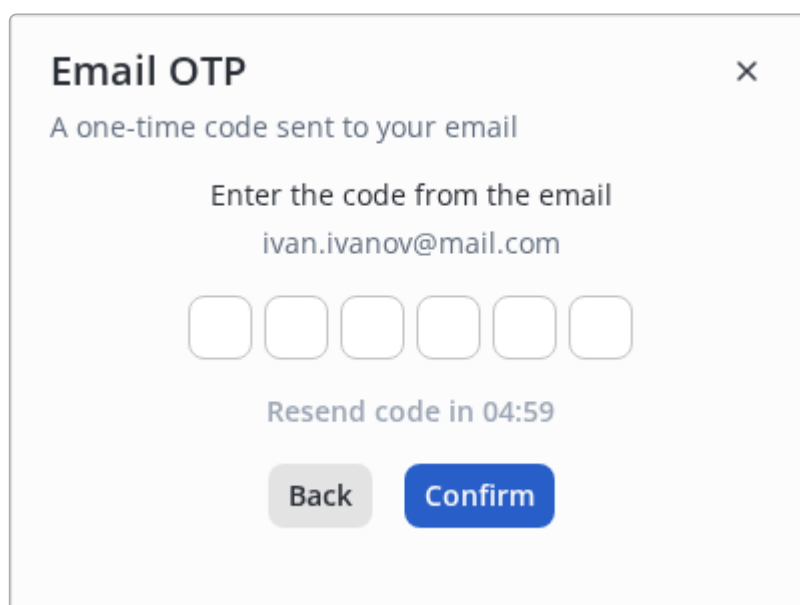 Email OTP
A one-time code sent to your email
Enter the code from the email
ivan.ivanov@mail.com
Resend code in 04:59
Back Confirm